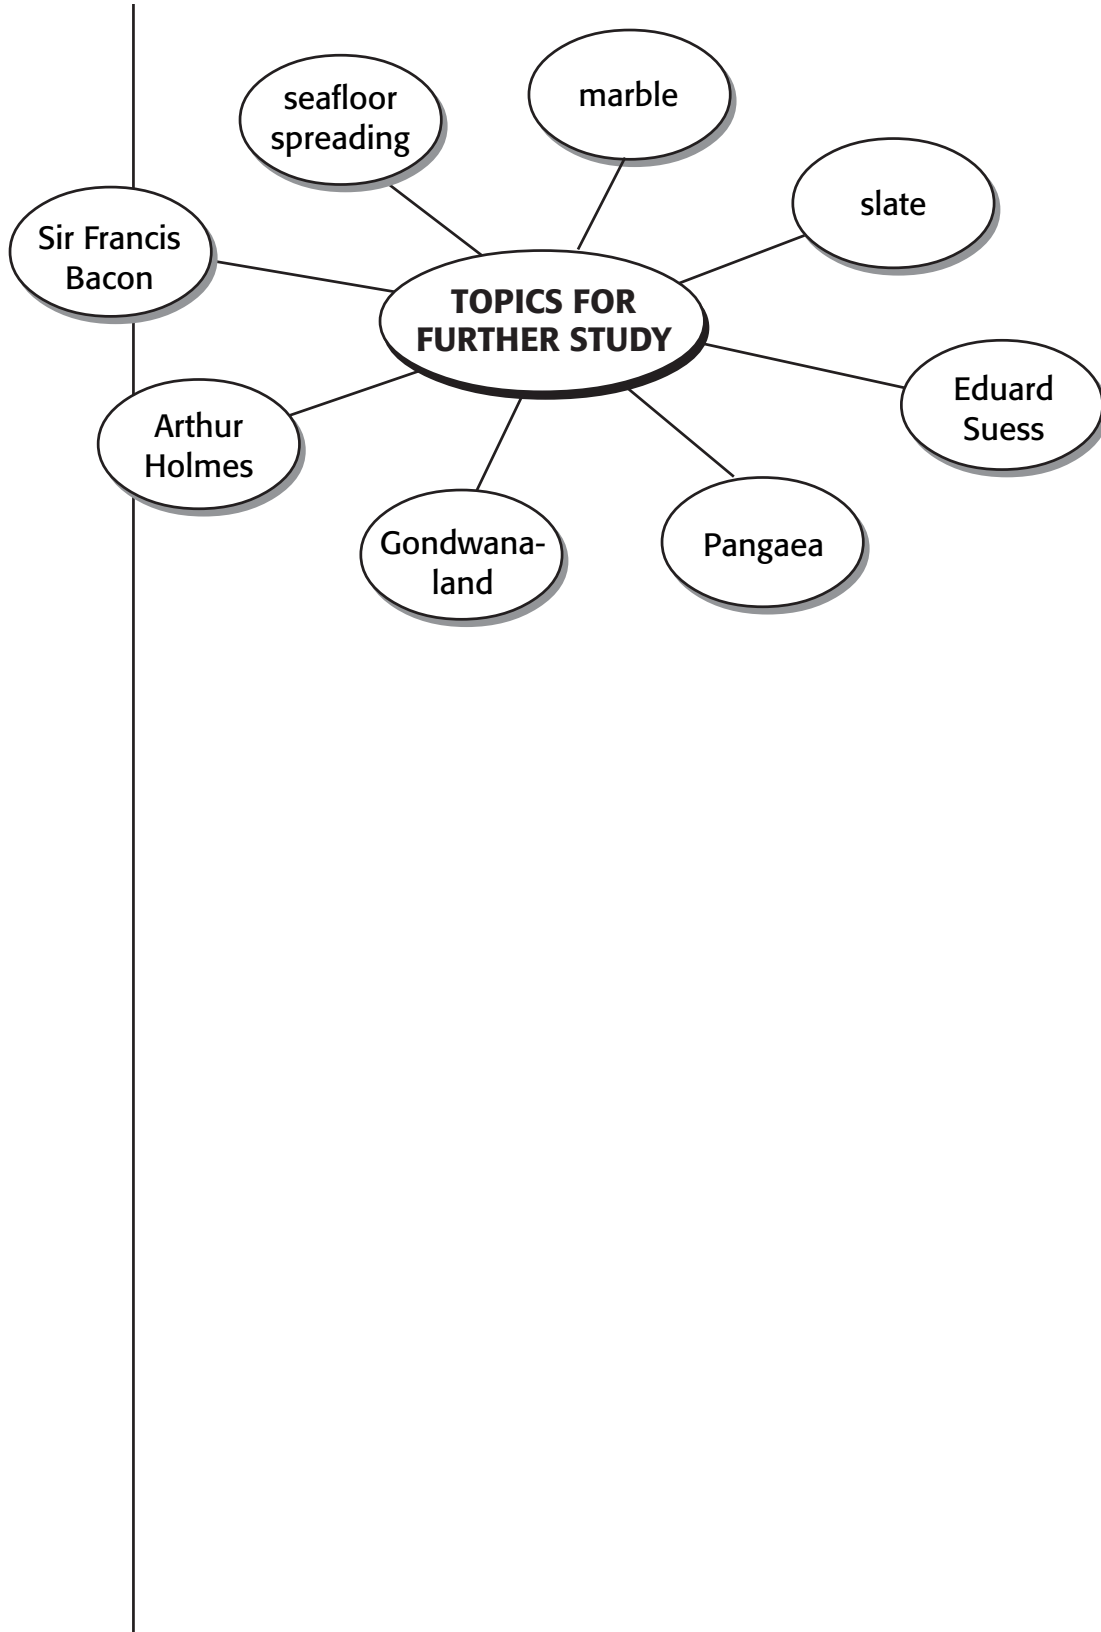 seafloor
spreading
marble
slate
Sir Francis
Bacon
TOPICS FOR
FURTHER STUDY
Eduard
Suess
Arthur
Holmes
Gondwana-
land
Pangaea